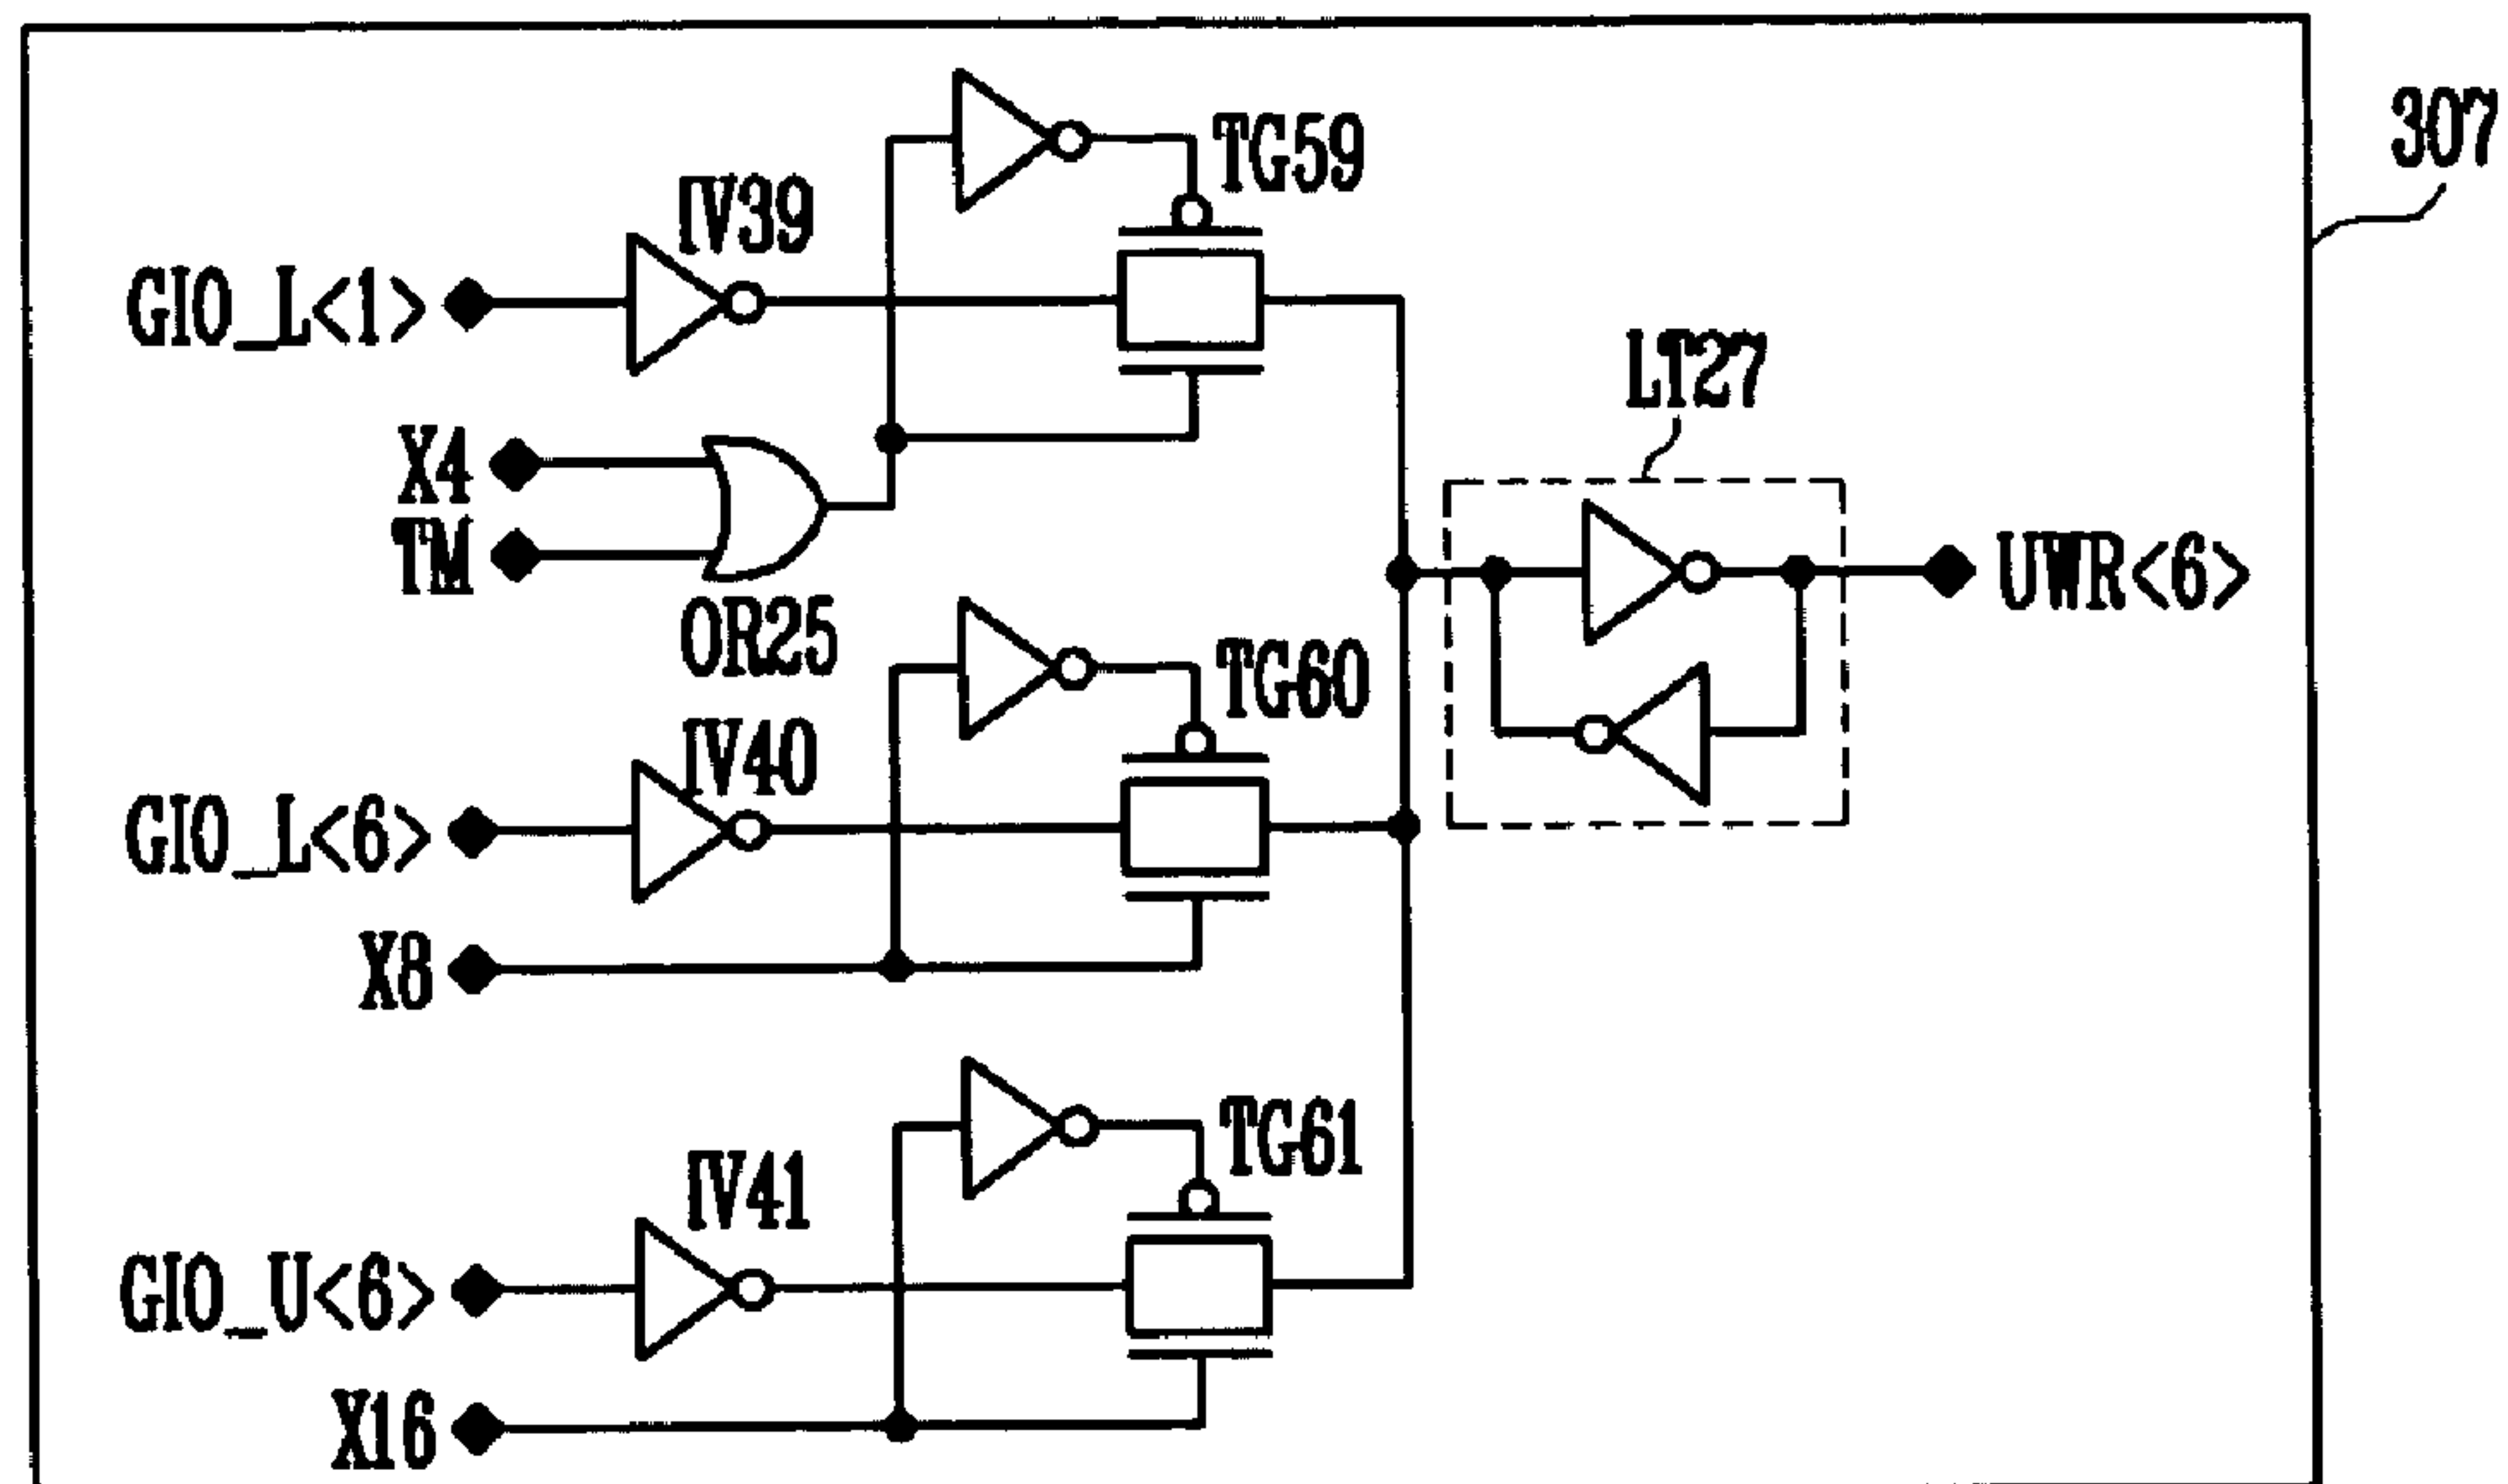 307
TG59
IV39
GIO_L<1>
LT27
X4
TM
UWR<6>
OR25
TG60
IV40
GIO_L<6>
X8
TG61
IV41
GIO_U<6>
X16